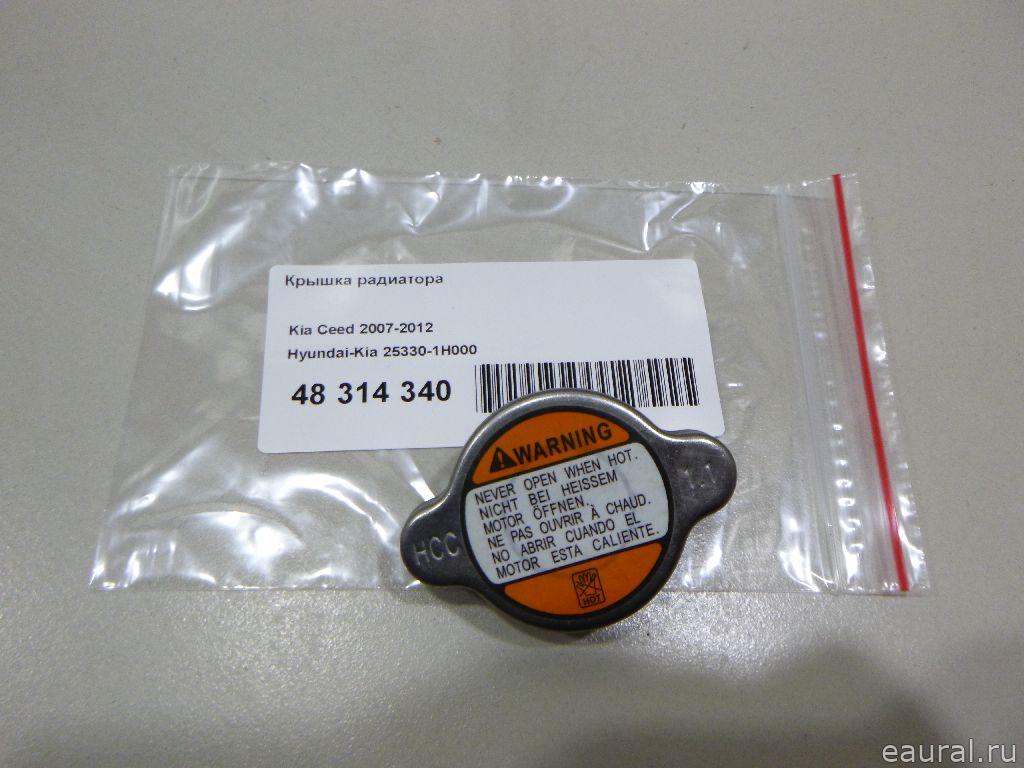 Крышка радиатора
Kia Ceed 2007-2012
Hyundai-Kia 25330-1H000
48 314 340
WARNING
NEVER OPEN WHEN HOT.
NICHT BEI HEISSEM
MOTOR ÖFFNEN.
NE PAS OUVRIR À CHAUD.
NO ABRIR CUANDO EL
MOTOR ESTA CALIENTE.
HCC
1.1
HOT
eaural.ru